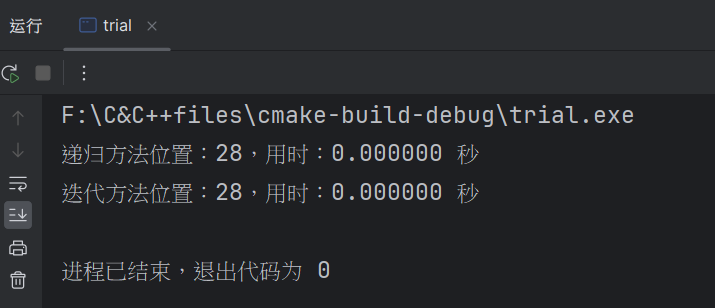 运行
trial
F:\C&C++files\cmake-build-debug\trial.exe
递归方法位置：28，用时：0.000000 秒
迭代方法位置：28，用时：0.000000 秒
进程已结束，退出代码为 0